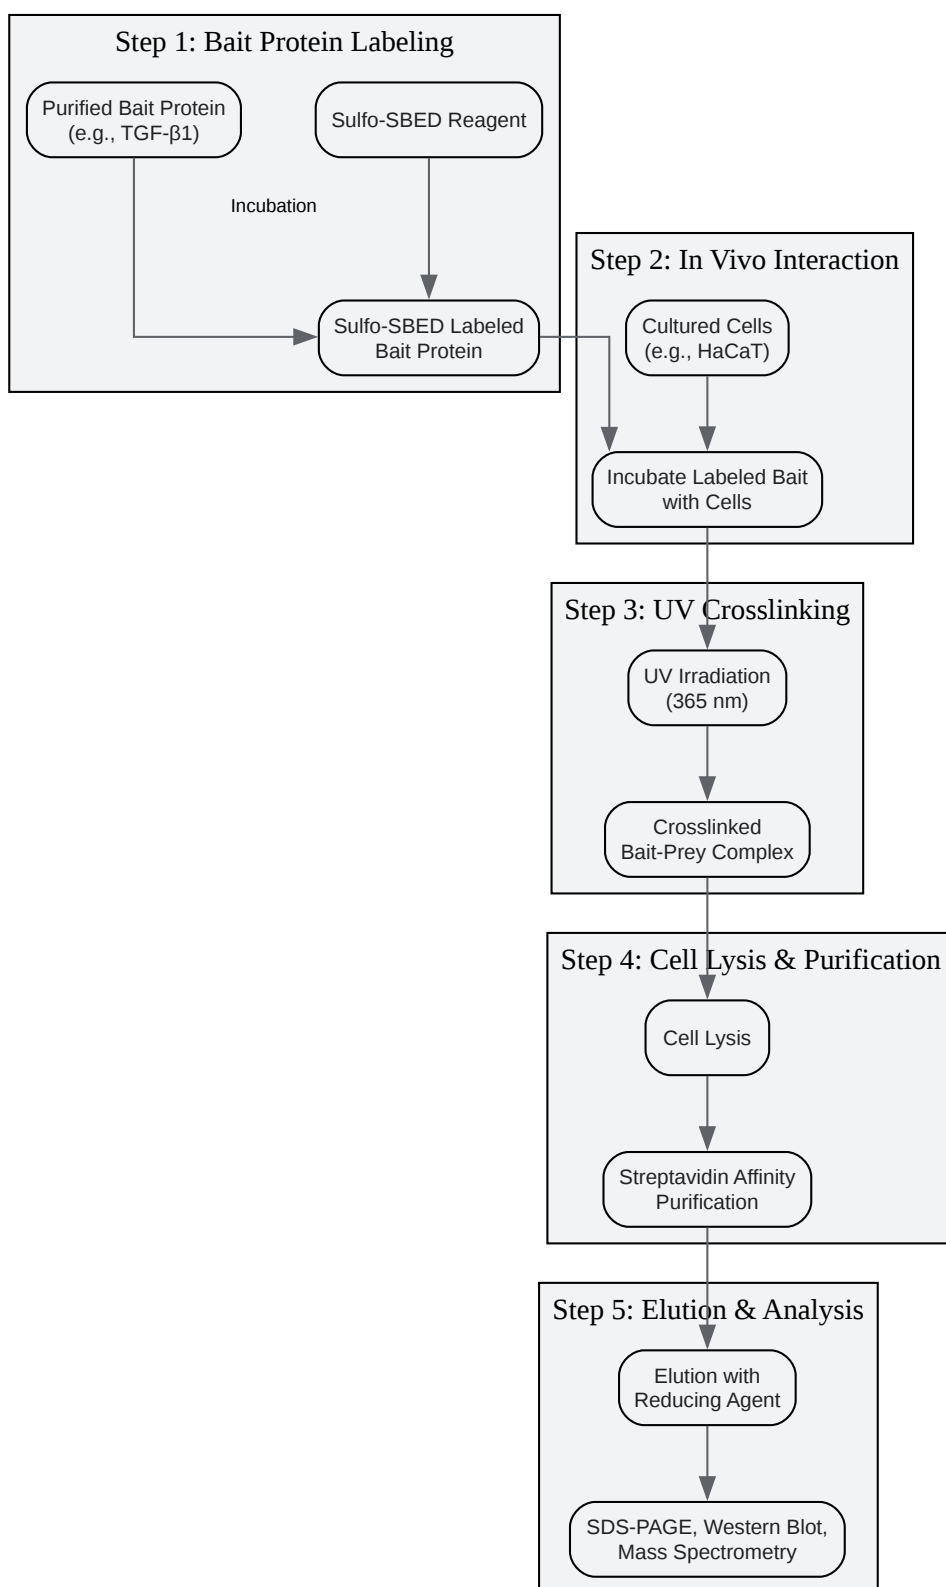 Step 1: Bait Protein Labeling
Purified Bait Protein
(e.g., TGF-β1)
Sulfo-SBED Reagent
Incubation
Sulfo-SBED Labeled
Bait Protein
Step 2: In Vivo Interaction
Cultured Cells
(e.g., HaCaT)
Incubate Labeled Bait
with Cells
Step 3: UV Crosslinking
UV Irradiation
(365 nm)
Crosslinked
Bait-Prey Complex
Step 4: Cell Lysis & Purification
Cell Lysis
Streptavidin Affinity
Purification
Step 5: Elution & Analysis
Elution with
Reducing Agent
SDS-PAGE, Western Blot,
Mass Spectrometry